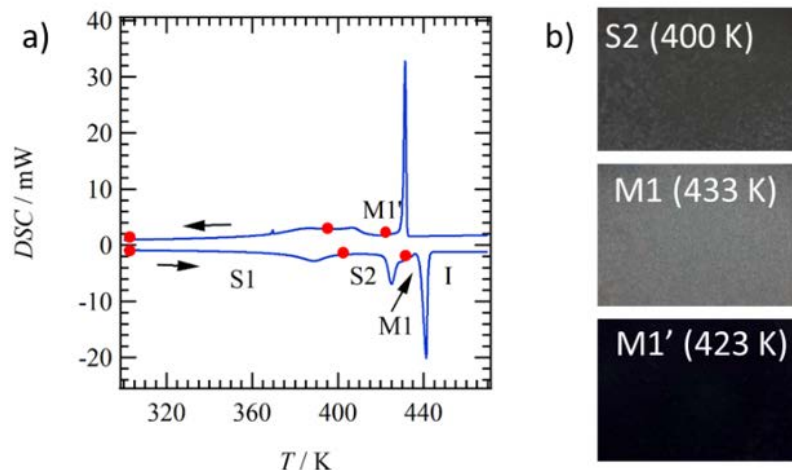 a)
40
30
20
10
0
-10
-20
DSC / mW
M1'
S1
S2
M1
I
320
360
400
440
T / K
b)
S2 (400 K)
M1 (433 K)
M1’ (423 K)